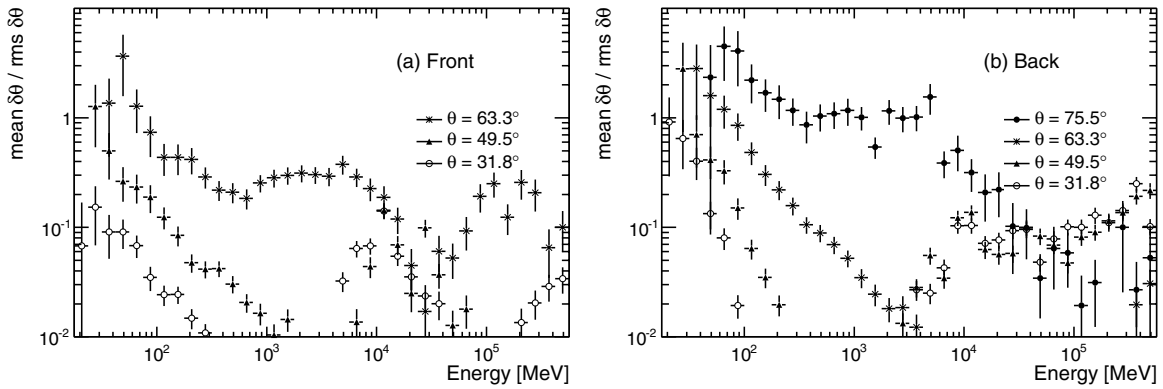 mean δθ / rms δθ
(a) Front
θ = 63.3°
θ = 49.5°
θ = 31.8°
1
10⁻¹
10⁻²
10² 10³ 10⁴ 10⁵
Energy [MeV]
mean δθ / rms δθ
(b) Back
θ = 75.5°
θ = 63.3°
θ = 49.5°
θ = 31.8°
1
10⁻¹
10⁻²
10² 10³ 10⁴ 10⁵
Energy [MeV]